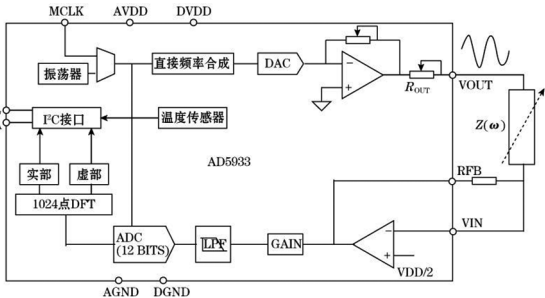 MCLK AVDD DVDD
振荡器
直接频率合成
DAC
ROUT
VOUT
Z(ω)
I²C接口
温度传感器
AD5933
实部
虚部
RFB
1024点DFT
ADC
(12 BITS)
LPF
GAIN
VIN
VDD/2
AGND DGND